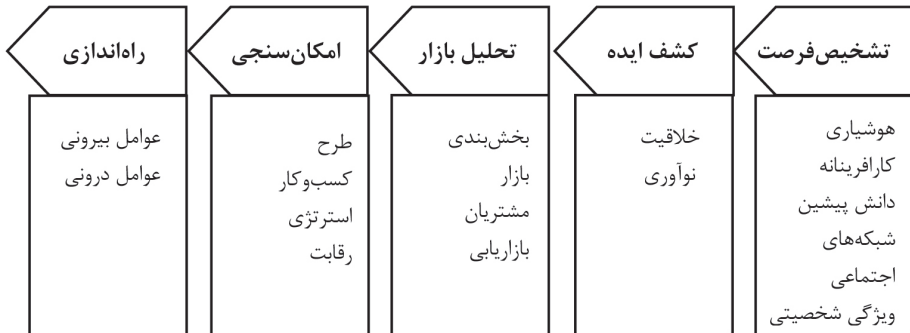 تشخیص‌فرصت
هوشیاری
کارافرینانه
دانش پیشین
شبکه‌های
اجتماعی
ویژگی شخصیتی
کشف ایده
خلاقیت
نوآوری
تحلیل بازار
بخش‌بندی
بازار
مشتریان
بازاریابی
امکان‌سنجی
طرح
کسب‌وکار
استرتژی
رقابت
راه‌اندازی
عوامل بیرونی
عوامل درونی